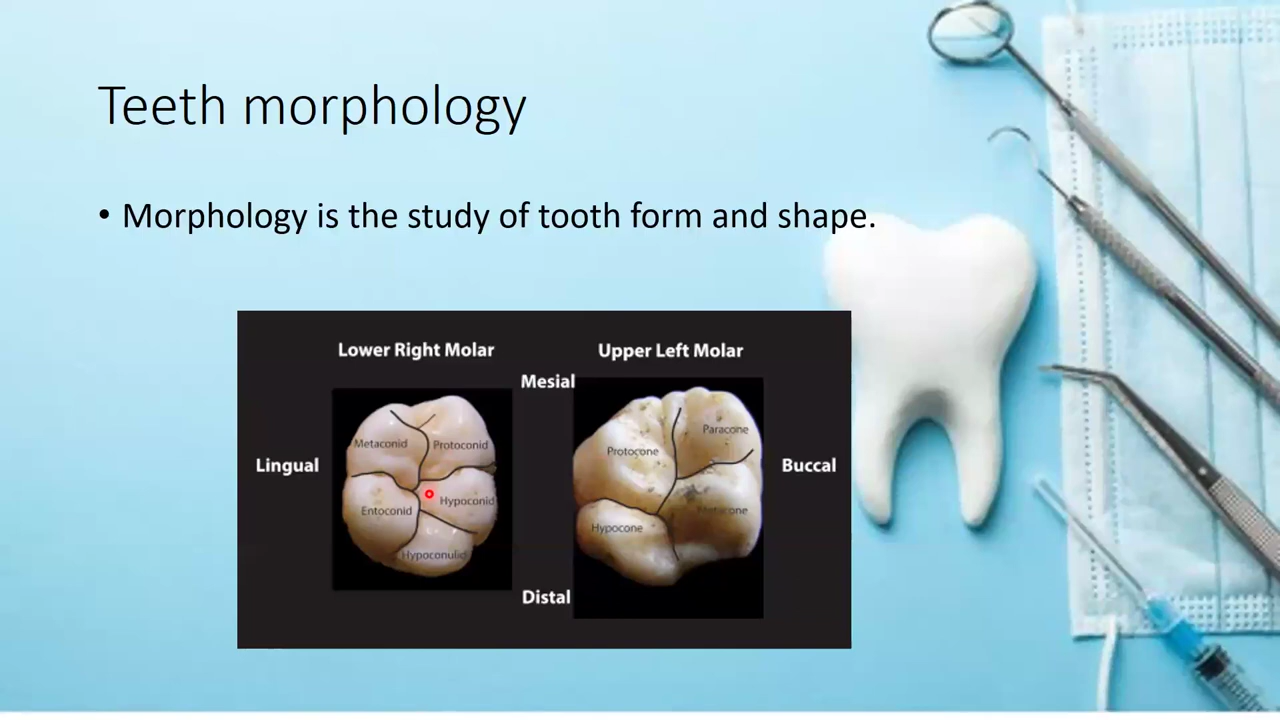 Teeth morphology
• Morphology is the study of tooth form and shape.
Lower Right Molar
Upper Left Molar
Mesial
Lingual
Buccal
Distal
Metaconid
Protoconid
Entoconid
Hypoconid
Hypoconulid
Protocone
Paracone
Hypocone
Metacone